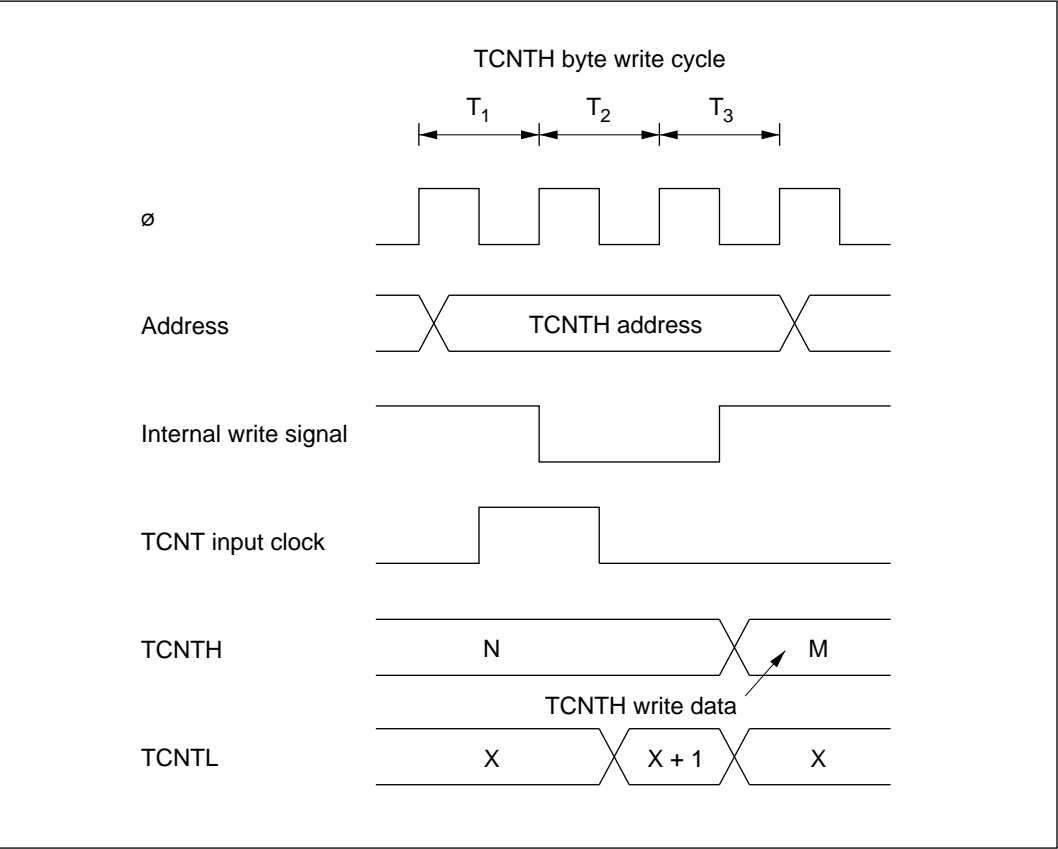 TCNTH byte write cycle
T1 T2 T3
ø
Address TCNTH address
Internal write signal
TCNT input clock
TCNTH N M
TCNTH write data
TCNTL X X + 1 X